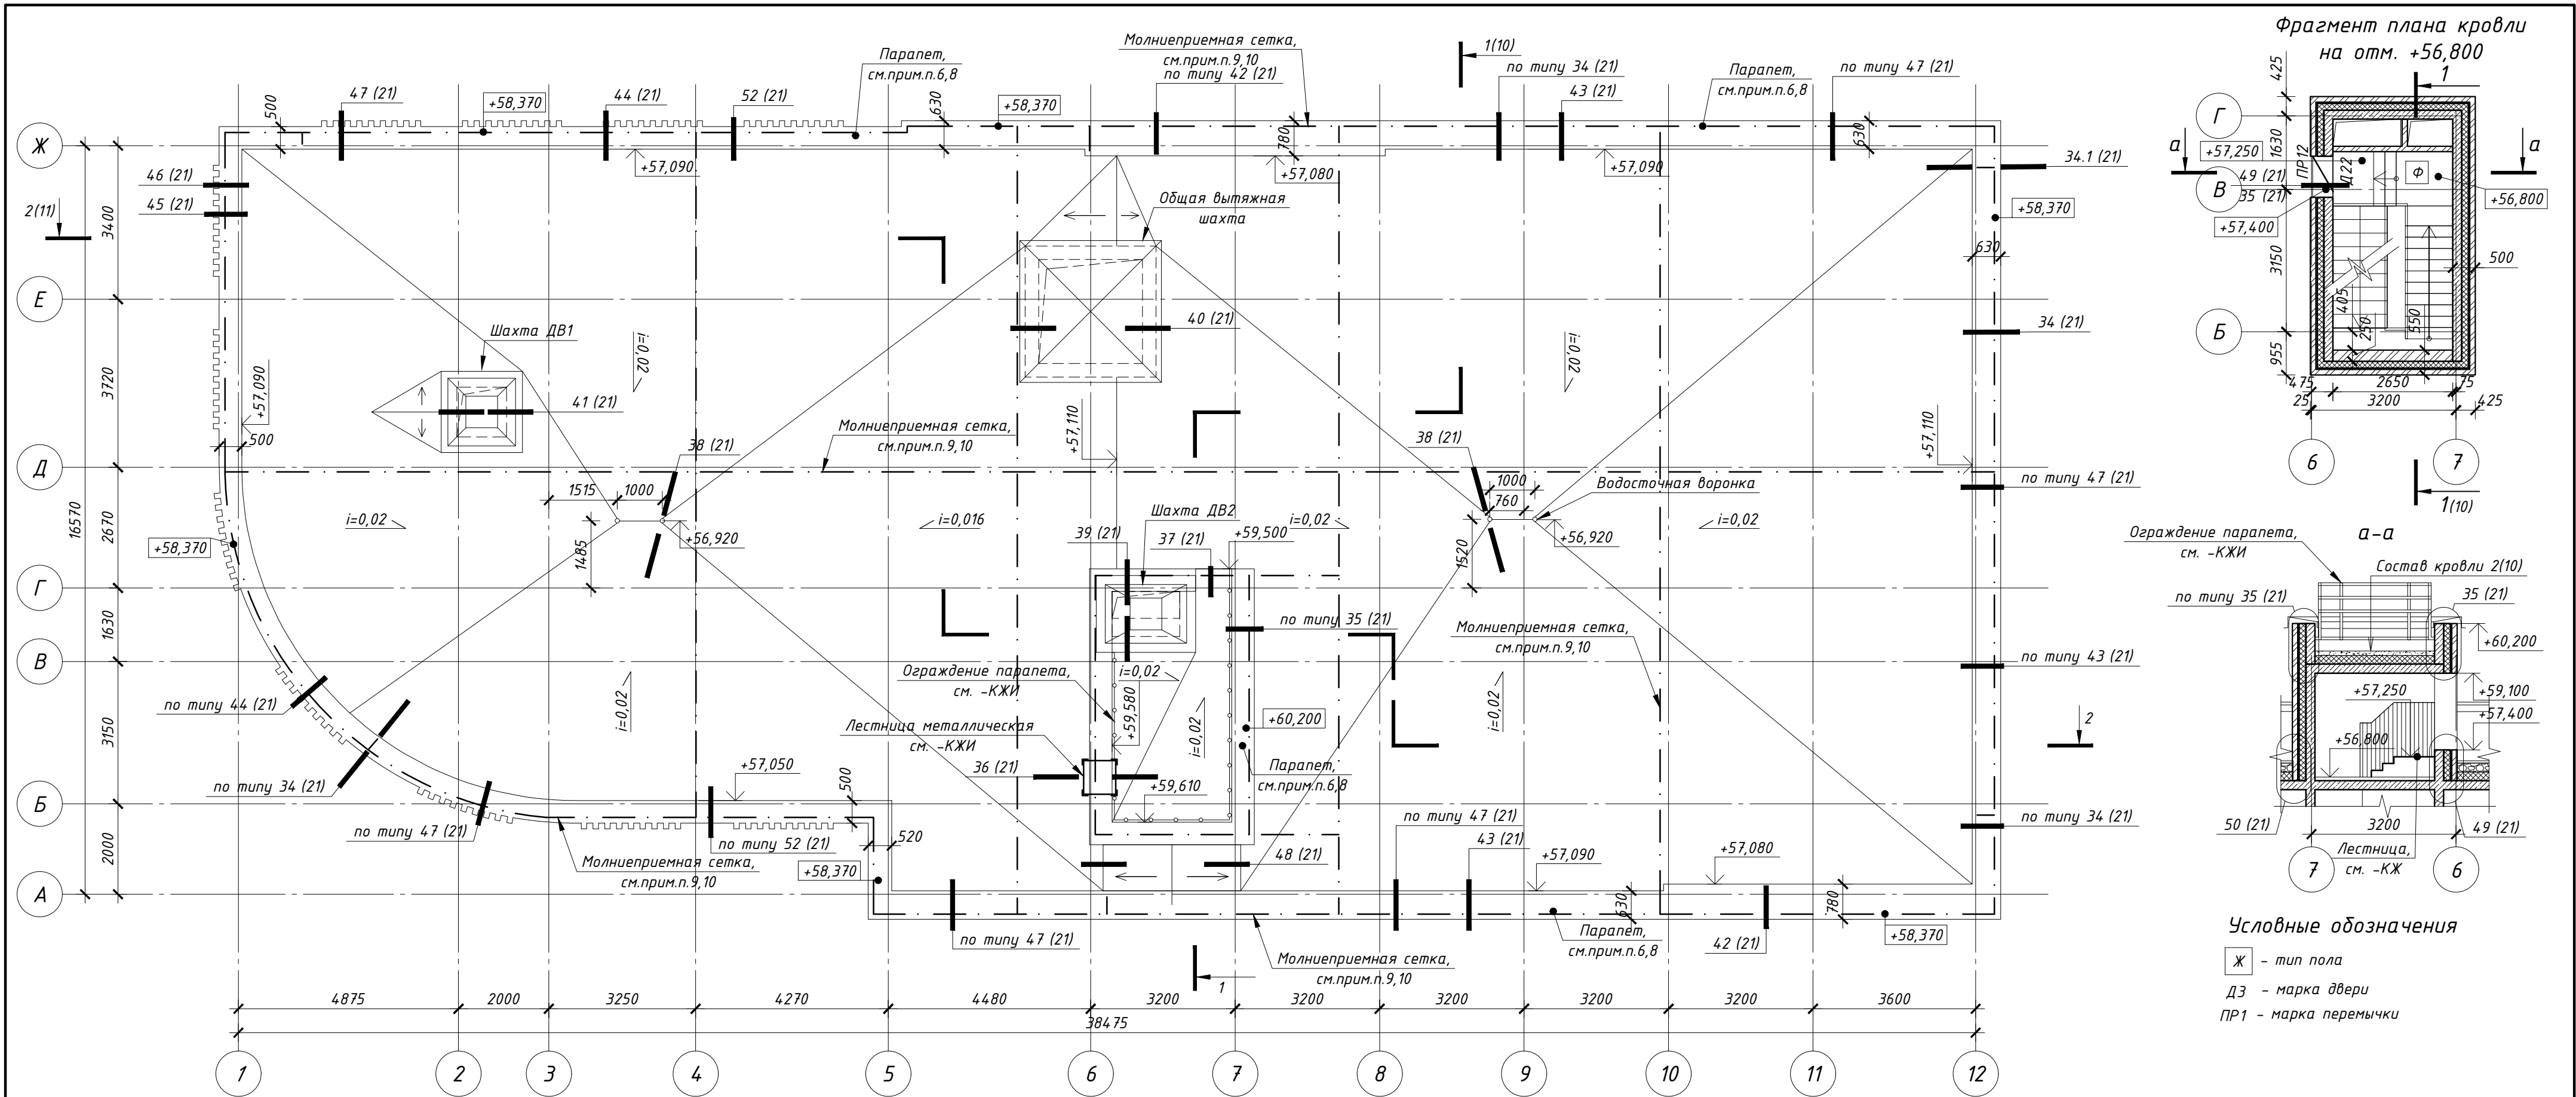 Парапет,
см.прим.п.6,8
Молниеприемная сетка,
см.прим.п.9,10
по типу 42 (21)
1(10)
по типу 34 (21)
43 (21)
Парапет,
см.прим.п.6,8
по типу 47 (21)
47 (21)
+58,370
44 (21)
52 (21)
500
630
+58,370
780
630
Ж
+57,090
+57,080
+57,090
34.1 (21)
46 (21)
45 (21)
2(11)
3400
Общая вытяжная
шахта
+58,370
630
Е
Шахта ДВ1
i=0,02
40 (21)
i=0,02
34 (21)
3720
+57,090
41 (21)
500
Молниеприемная сетка,
см.прим.п.9,10
38 (21)
+57,110
38 (21)
+57,110
Д
1515
1000
1000
760
Водосточная воронка
по типу 47 (21)
16570
2670
i=0,02
1485
+56,920
i=0,016
Шахта ДВ2
39 (21)
37 (21)
+59,500
i=0,02
1520
+56,920
i=0,02
+58,370
Г
1630
по типу 35 (21)
Молниеприемная сетка,
см.прим.п.9,10
В
по типу 43 (21)
Ограждение парапета,
см. -КЖИ
i=0,02
по типу 44 (21)
3150
i=0,02
Лестница металлическая
см. -КЖИ
+59,580
i=0,02
+60,200
i=0,02
2
36 (21)
Парапет,
см.прим.п.6,8
по типу 34 (21)
+57,050
500
+59,610
Б
по типу 47 (21)
по типу 52 (21)
520
по типу 47 (21)
43 (21)
по типу 34 (21)
2000
Молниеприемная сетка,
см.прим.п.9,10
+58,370
48 (21)
+57,090
+57,080
А
630
780
по типу 47 (21)
Молниеприемная сетка,
см.прим.п.9,10
Парапет,
см.прим.п.6,8
42 (21)
+58,370
1
4875
2000
3250
4270
4480
3200
3200
3200
3200
3200
3600
38475
1
2
3
4
5
6
7
8
9
10
11
12
Фрагмент плана кровли
на отм. +56,800
425
1
Г
а
+57,250
1630
ПР12
Д22
Ф
а
49 (21)
В
35 (21)
+56,800
+57,400
3150
500
405
250
550
Б
955
475
2650
75
25
3200
425
6
7
1(10)
Ограждение парапета,
см. -КЖИ
а-а
Состав кровли 2(10)
по типу 35 (21)
35 (21)
+60,200
+57,250
+59,100
+57,400
+56,800
50 (21)
3200
49 (21)
Лестница,
см. -КЖ
7
6
Условные обозначения
Ж - тип пола
Д3 - марка двери
ПР1 - марка перемычки